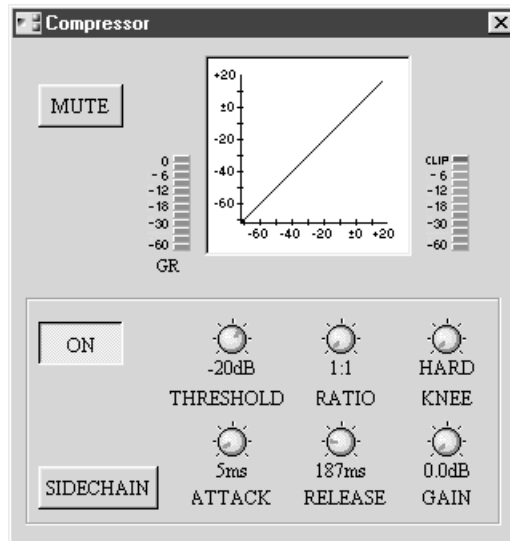 Compressor
MUTE
+20
±0
-20
-40
-60
-60 -40 -20 ±0 +20
0
-6
-12
-18
-30
-60
GR
CLIP
-6
-12
-18
-30
-60
ON
-20dB 1:1 HARD
THRESHOLD RATIO KNEE
5ms 187ms 0.0dB
SIDECHAIN
ATTACK RELEASE GAIN